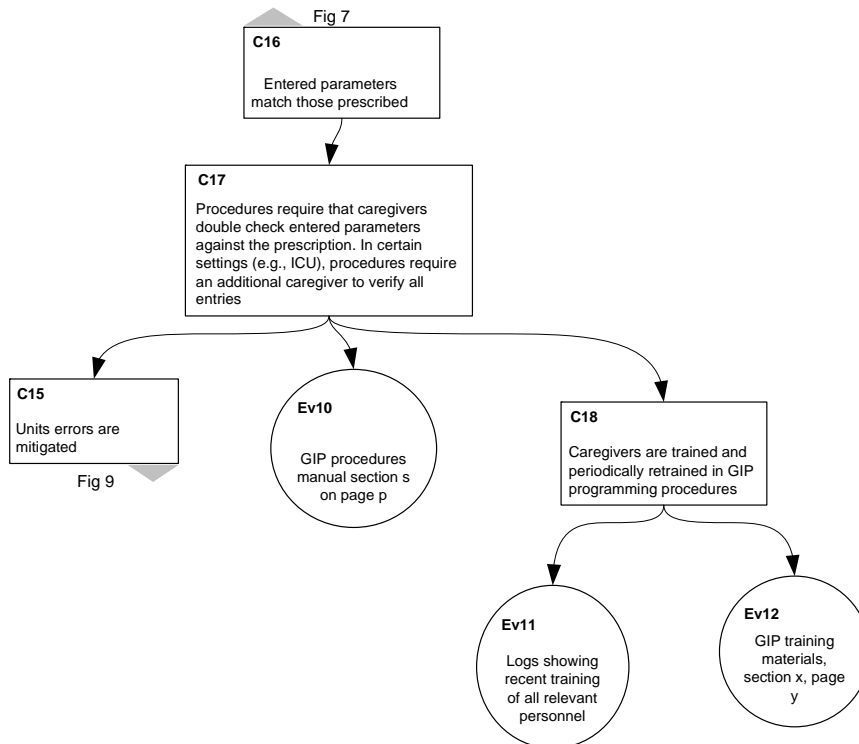 Fig 7
C16
Entered parameters
match those prescribed
C17
Procedures require that caregivers
double check entered parameters
against the prescription. In certain
settings (e.g., ICU), procedures require
an additional caregiver to verify all
entries
C15
Units errors are
mitigated
Fig 9
Ev10
GIP procedures
manual section s
on page p
C18
Caregivers are trained and
periodically retrained in GIP
programming procedures
Ev11
Logs showing
recent training
of all relevant
personnel
Ev12
GIP training
materials,
section x, page
y